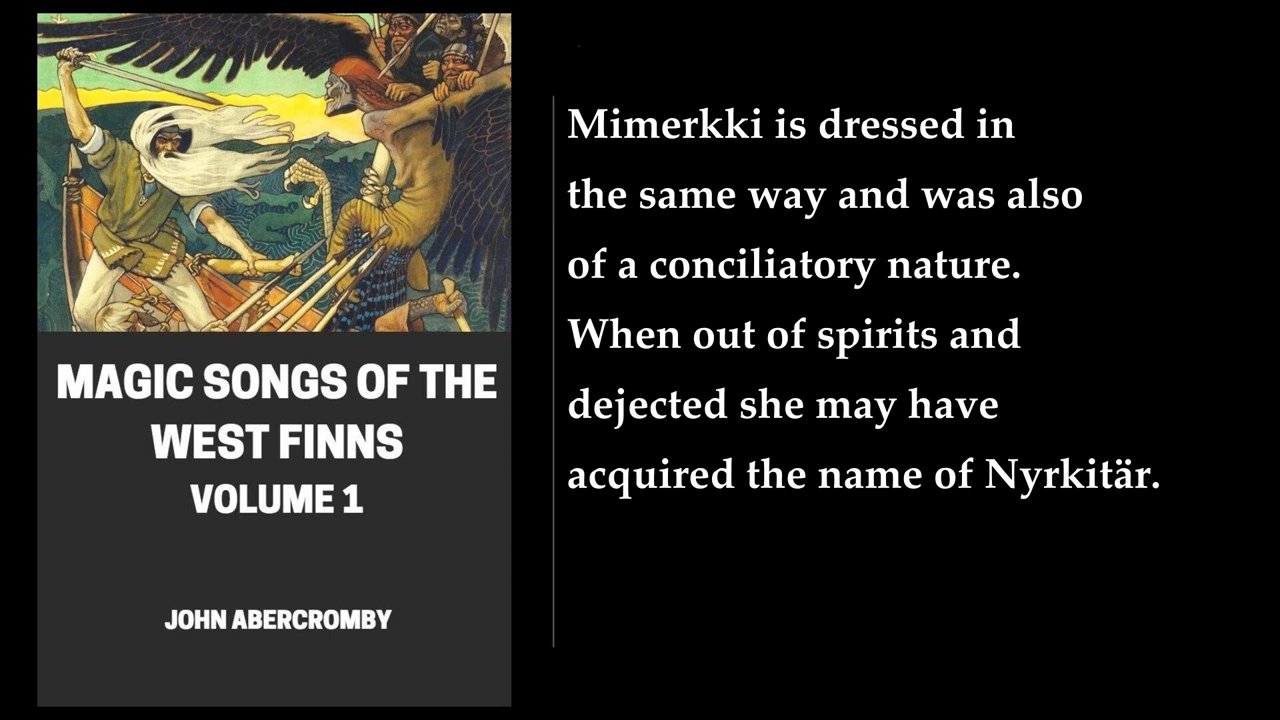 MAGIC SONGS OF THE
WEST FINNS
VOLUME 1
JOHN ABERCROMBY
Mimerkki is dressed in
the same way and was also
of a conciliatory nature.
When out of spirits and
dejected she may have
acquired the name of Nyrkitär.